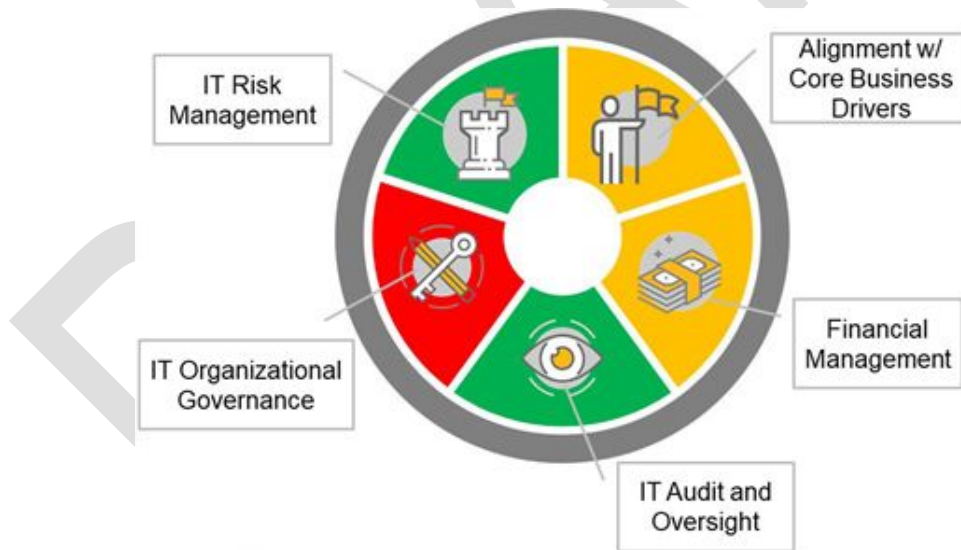 IT Risk
Management
Alignment w/
Core Business
Drivers
IT Organizational
Governance
Financial
Management
IT Audit and
Oversight